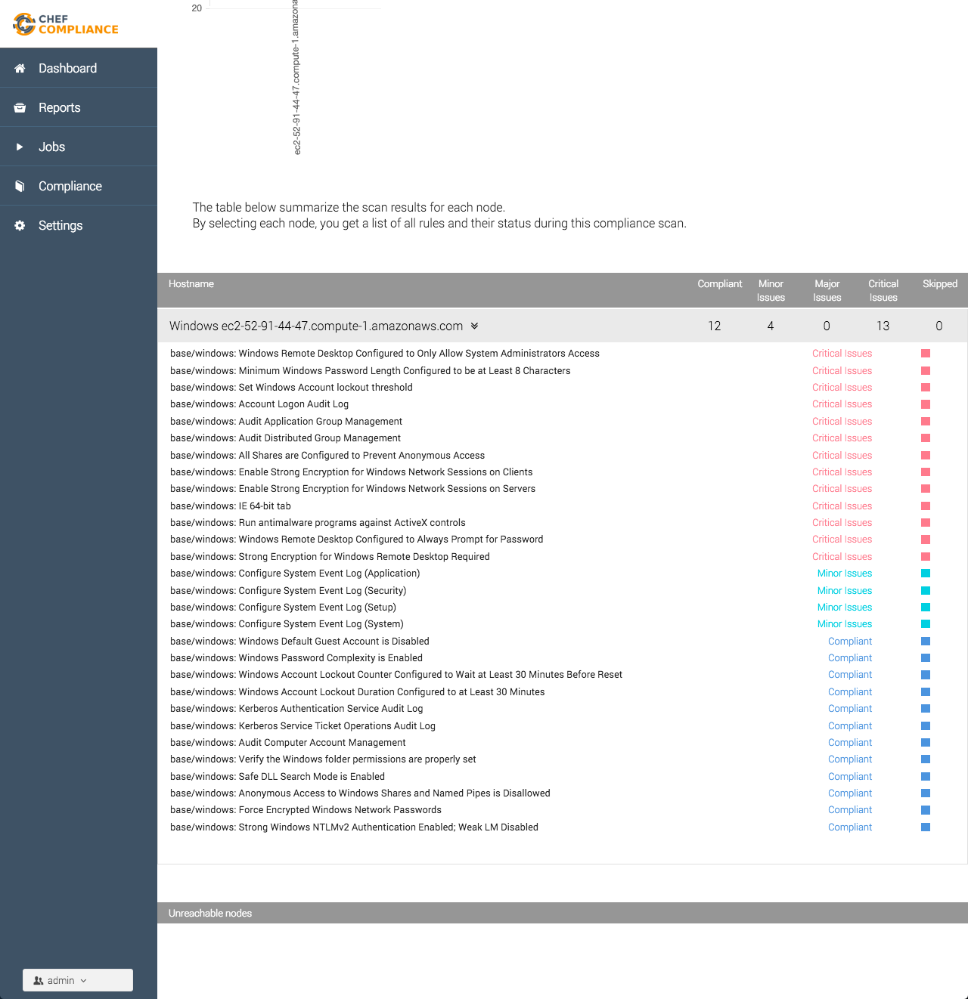 CHEF
COMPLIANCE
Dashboard
Reports
Jobs
Compliance
Settings
20
ec2-52-91-44-47.compute-1.amazona
The table below summarize the scan results for each node.
By selecting each node, you get a list of all rules and their status during this compliance scan.
Hostname Compliant Minor Issues Major Issues Critical Issues Skipped
Windows ec2-52-91-44-47.compute-1.amazonaws.com 12 4 0 13 0
base/windows: Windows Remote Desktop Configured to Only Allow System Administrators Access Critical Issues
base/windows: Minimum Windows Password Length Configured to be at Least 8 Characters Critical Issues
base/windows: Set Windows Account lockout threshold Critical Issues
base/windows: Account Logon Audit Log Critical Issues
base/windows: Audit Application Group Management Critical Issues
base/windows: Audit Distributed Group Management Critical Issues
base/windows: All Shares are Configured to Prevent Anonymous Access Critical Issues
base/windows: Enable Strong Encryption for Windows Network Sessions on Clients Critical Issues
base/windows: Enable Strong Encryption for Windows Network Sessions on Servers Critical Issues
base/windows: IE 64-bit tab Critical Issues
base/windows: Run antimalware programs against ActiveX controls Critical Issues
base/windows: Windows Remote Desktop Configured to Always Prompt for Password Critical Issues
base/windows: Strong Encryption for Windows Remote Desktop Required Critical Issues
base/windows: Configure System Event Log (Application) Minor Issues
base/windows: Configure System Event Log (Security) Minor Issues
base/windows: Configure System Event Log (Setup) Minor Issues
base/windows: Configure System Event Log (System) Minor Issues
base/windows: Windows Default Guest Account is Disabled Compliant
base/windows: Windows Password Complexity is Enabled Compliant
base/windows: Windows Account Lockout Counter Configured to Wait at Least 30 Minutes Before Reset Compliant
base/windows: Windows Account Lockout Duration Configured to at Least 30 Minutes Compliant
base/windows: Kerberos Authentication Service Audit Log Compliant
base/windows: Kerberos Service Ticket Operations Audit Log Compliant
base/windows: Audit Computer Account Management Compliant
base/windows: Verify the Windows folder permissions are properly set Compliant
base/windows: Safe DLL Search Mode is Enabled Compliant
base/windows: Anonymous Access to Windows Shares and Named Pipes is Disallowed Compliant
base/windows: Force Encrypted Windows Network Passwords Compliant
base/windows: Strong Windows NTLMv2 Authentication Enabled; Weak LM Disabled Compliant
Unreachable nodes
admin